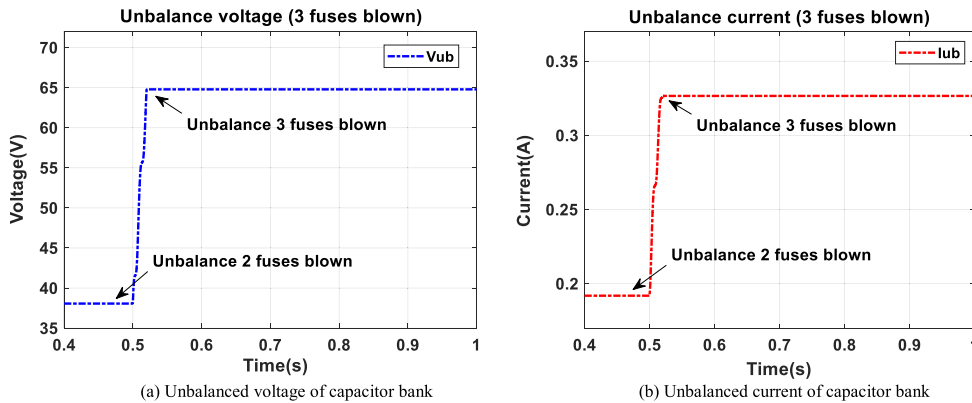 Unbalance voltage (3 fuses blown)
70
65
60
55
50
45
40
35
0.4
0.5
0.6
0.7
0.8
0.9
1
Voltage(V)
Time(s)
Vub
Unbalance 3 fuses blown
Unbalance 2 fuses blown
(a) Unbalanced voltage of capacitor bank
Unbalance current (3 fuses blown)
0.35
0.3
0.25
0.2
0.4
0.5
0.6
0.7
0.8
0.9
1
Current(A)
Time(s)
Iub
Unbalance 3 fuses blown
Unbalance 2 fuses blown
(b) Unbalanced current of capacitor bank